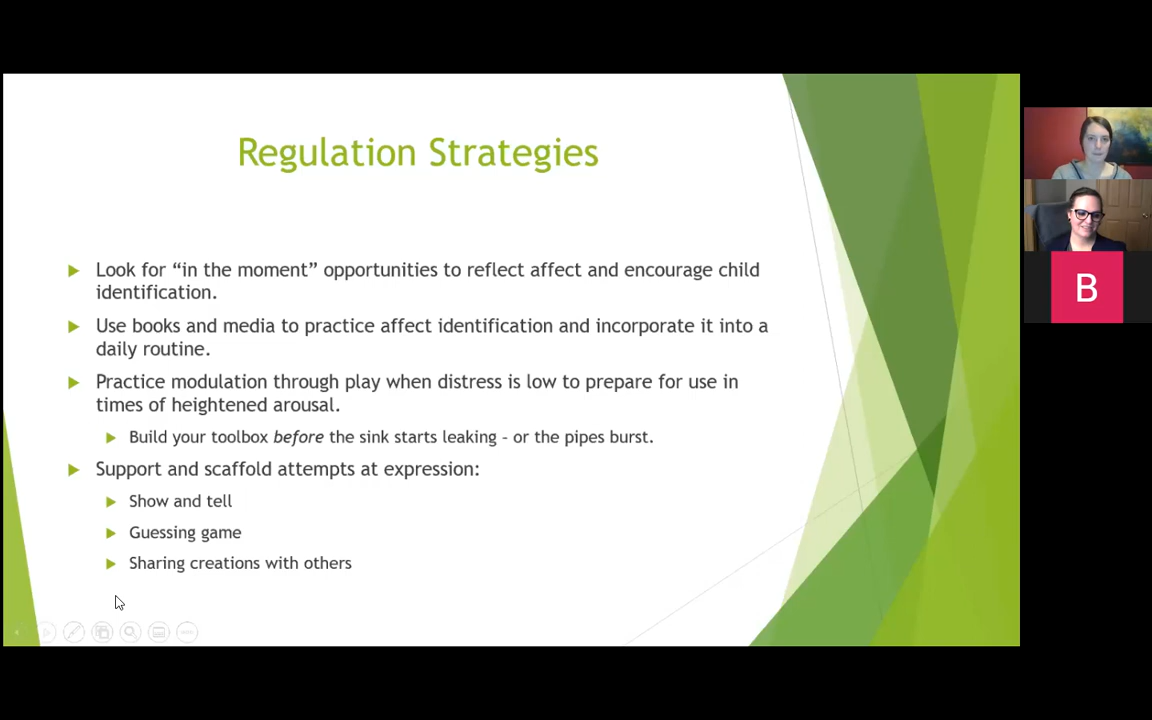 Regulation Strategies
Look for “in the moment” opportunities to reflect affect and encourage child
identification.
Use books and media to practice affect identification and incorporate it into a
daily routine.
Practice modulation through play when distress is low to prepare for use in
times of heightened arousal.
Build your toolbox before the sink starts leaking – or the pipes burst.
Support and scaffold attempts at expression:
Show and tell
Guessing game
Sharing creations with others
B